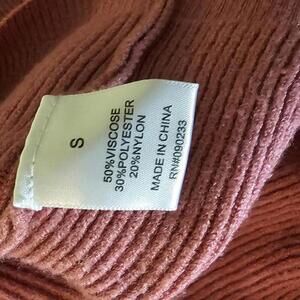 S
50%VISCOSE
30%POLYESTER
20%NYLON
MADE IN CHINA
RN#090233